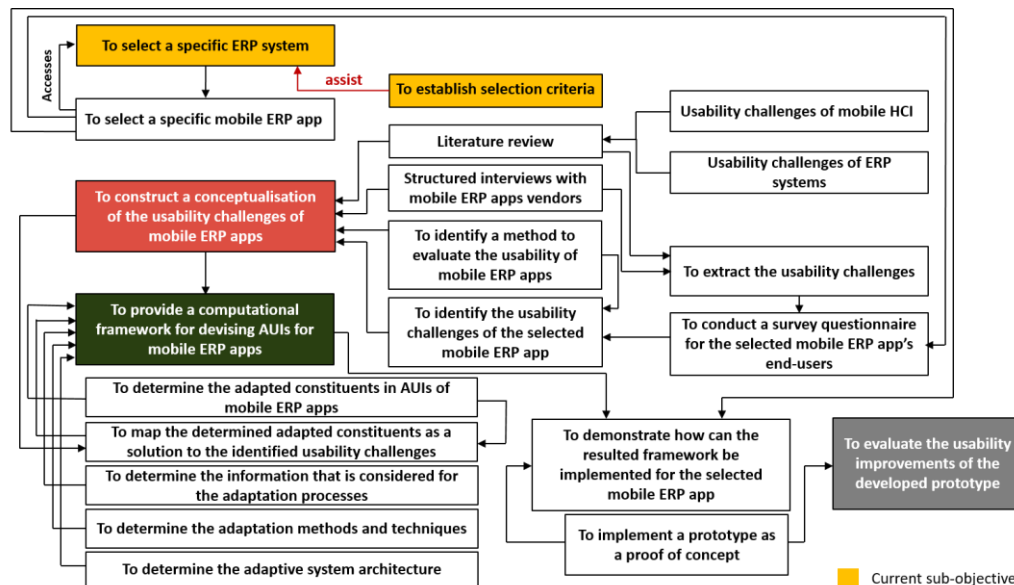 To select a specific ERP system
assist
Accesses
To establish selection criteria
To select a specific mobile ERP app
Usability challenges of mobile HCI
Literature review
Usability challenges of ERP
systems
Structured interviews with
mobile ERP apps vendors
To construct a conceptualisation
of the usability challenges of
mobile ERP apps
To identify a method to
evaluate the usability of
mobile ERP apps
To extract the usability challenges
To provide a computational
framework for devising AUIs for
mobile ERP apps
To identify the usability
challenges of the selected
mobile ERP app
To conduct a survey questionnaire
for the selected mobile ERP app's
end-users
To determine the adapted constituents in AUIs of
mobile ERP apps
To map the determined adapted constituents as a
solution to the identified usability challenges
To determine the information that is considered for
the adaptation processes
To determine the adaptation methods and techniques
To determine the adaptive system architecture
To demonstrate how can the
resulted framework be
implemented for the selected
mobile ERP app
To evaluate the usability
improvements of the
developed prototype
To implement a prototype as
a proof of concept
Current sub-objective